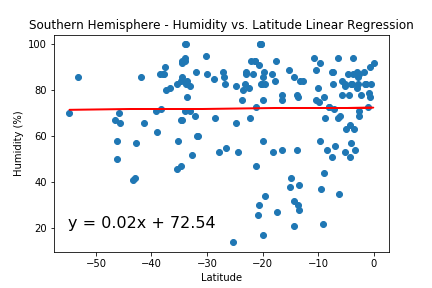 Southern Hemisphere - Humidity vs. Latitude Linear Regression
100
80
60
40
20
Humidity (%)
y = 0.02x + 72.54
−50 −40 −30 −20 −10 0
Latitude